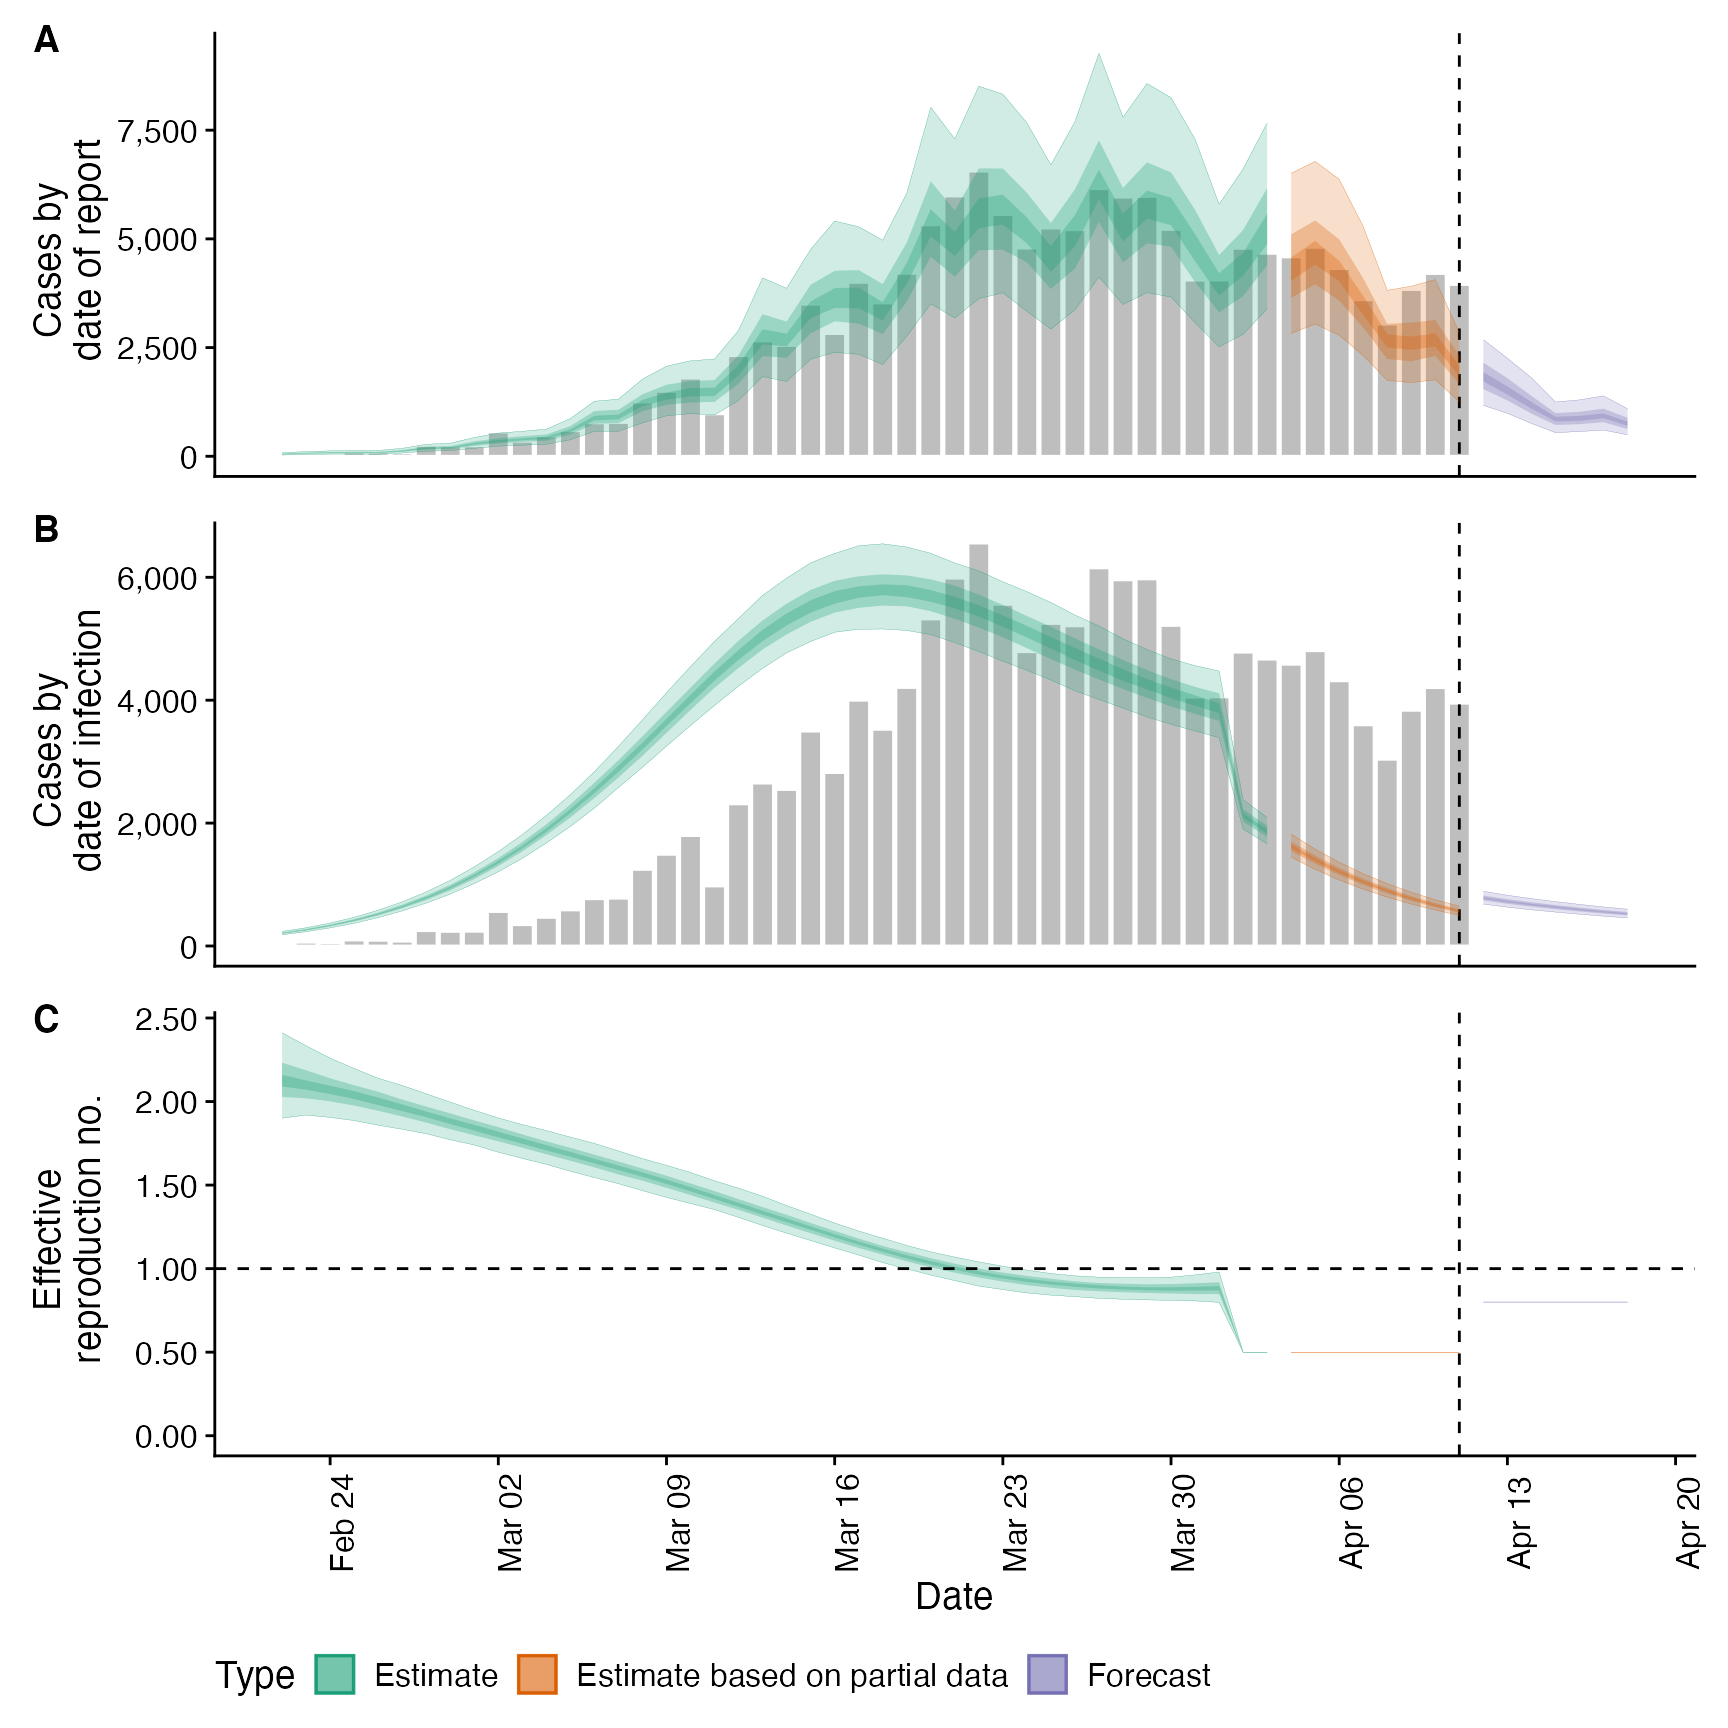 A
Cases by
date of report
7,500
5,000
2,500
0
B
Cases by
date of infection
6,000
4,000
2,000
0
C
Effective
reproduction no.
2.50
2.00
1.50
1.00
0.50
0.00
Feb 24
Mar 02
Mar 09
Mar 16
Mar 23
Mar 30
Apr 06
Apr 13
Apr 20
Date
Type Estimate Estimate based on partial data Forecast